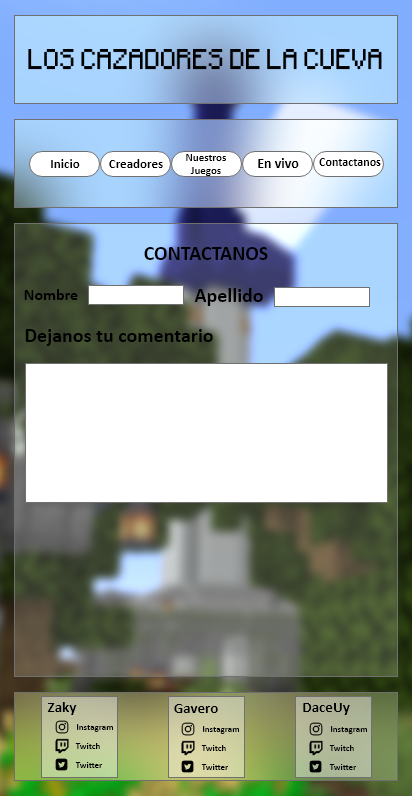 LOS CAZADORES DE LA CUEVA
Inicio
Creadores
Nuestros
Juegos
En vivo
Contactanos
CONTACTANOS
Nombre
Apellido
Dejanos tu comentario
Zaky
Instagram
Twitch
Twitter
Gavero
Instagram
Twitch
Twitter
DaceUy
Instagram
Twitch
Twitter